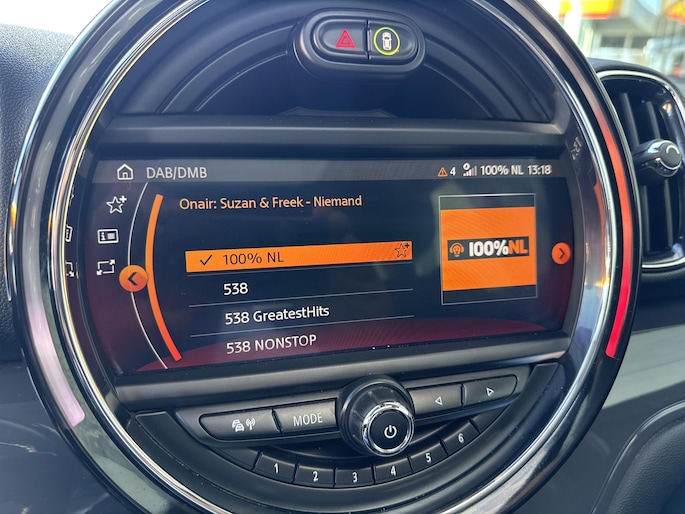 DAB/DMB
4 100% NL 13:18
Onair: Suzan & Freek - Niemand
100% NL
538
538 GreatestHits
538 NONSTOP
100%NL
MODE
1 2 3 4 5 6